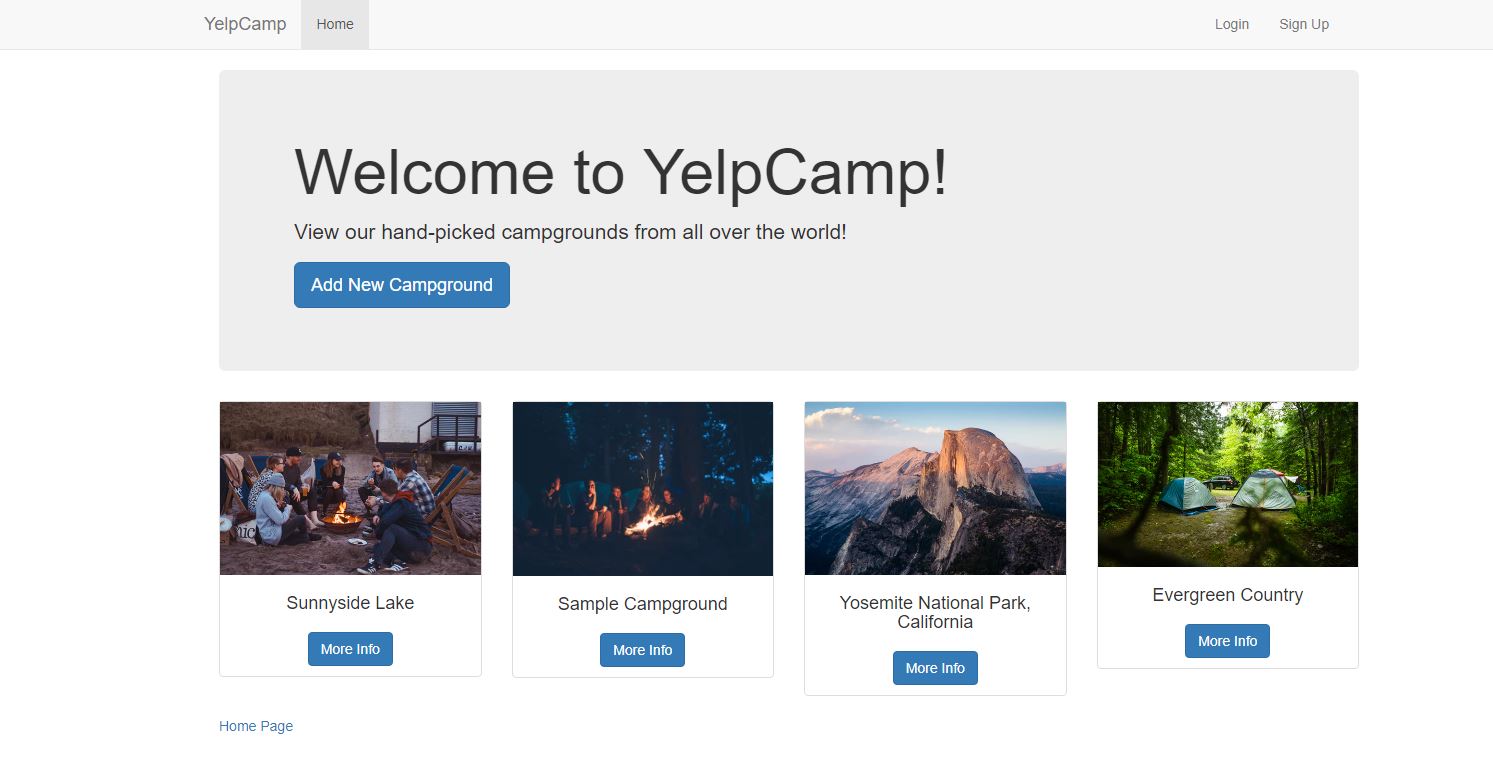 YelpCamp Home Login Sign Up
Welcome to YelpCamp!
View our hand-picked campgrounds from all over the world!
Add New Campground
Sunnyside Lake
More Info
Sample Campground
More Info
Yosemite National Park,
California
More Info
Evergreen Country
More Info
Home Page